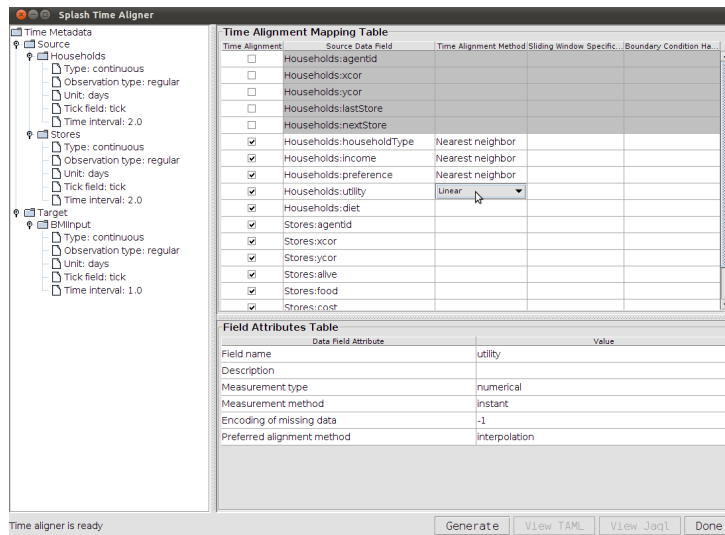 Splash Time Aligner
Time Metadata
Source
Households
Type: continuous
Observation type: regular
Unit: days
Tick field: tick
Time interval: 2.0
Stores
Type: continuous
Observation type: regular
Unit: days
Tick field: tick
Time interval: 2.0
Target
BMIInput
Type: continuous
Observation type: regular
Unit: days
Tick field: tick
Time interval: 1.0
Time Alignment Mapping Table
Time Alignment Source Data Field Time Alignment Method Sliding Window Specific... Boundary Condition Ha...
Households:agentid
Households:xcor
Households:ycor
Households:lastStore
Households:nextStore
Households:householdType Nearest neighbor
Households:income Nearest neighbor
Households:preference Nearest neighbor
Households:utility Linear
Households:diet
Stores:agentid
Stores:xcor
Stores:ycor
Stores:alive
Stores:food
Stores:cost
Field Attributes Table
Data Field Attribute Value
Field name utility
Description
Measurement type numerical
Measurement method instant
Encoding of missing data -1
Preferred alignment method interpolation
Time aligner is ready
Generate View TAML View Jaql Done